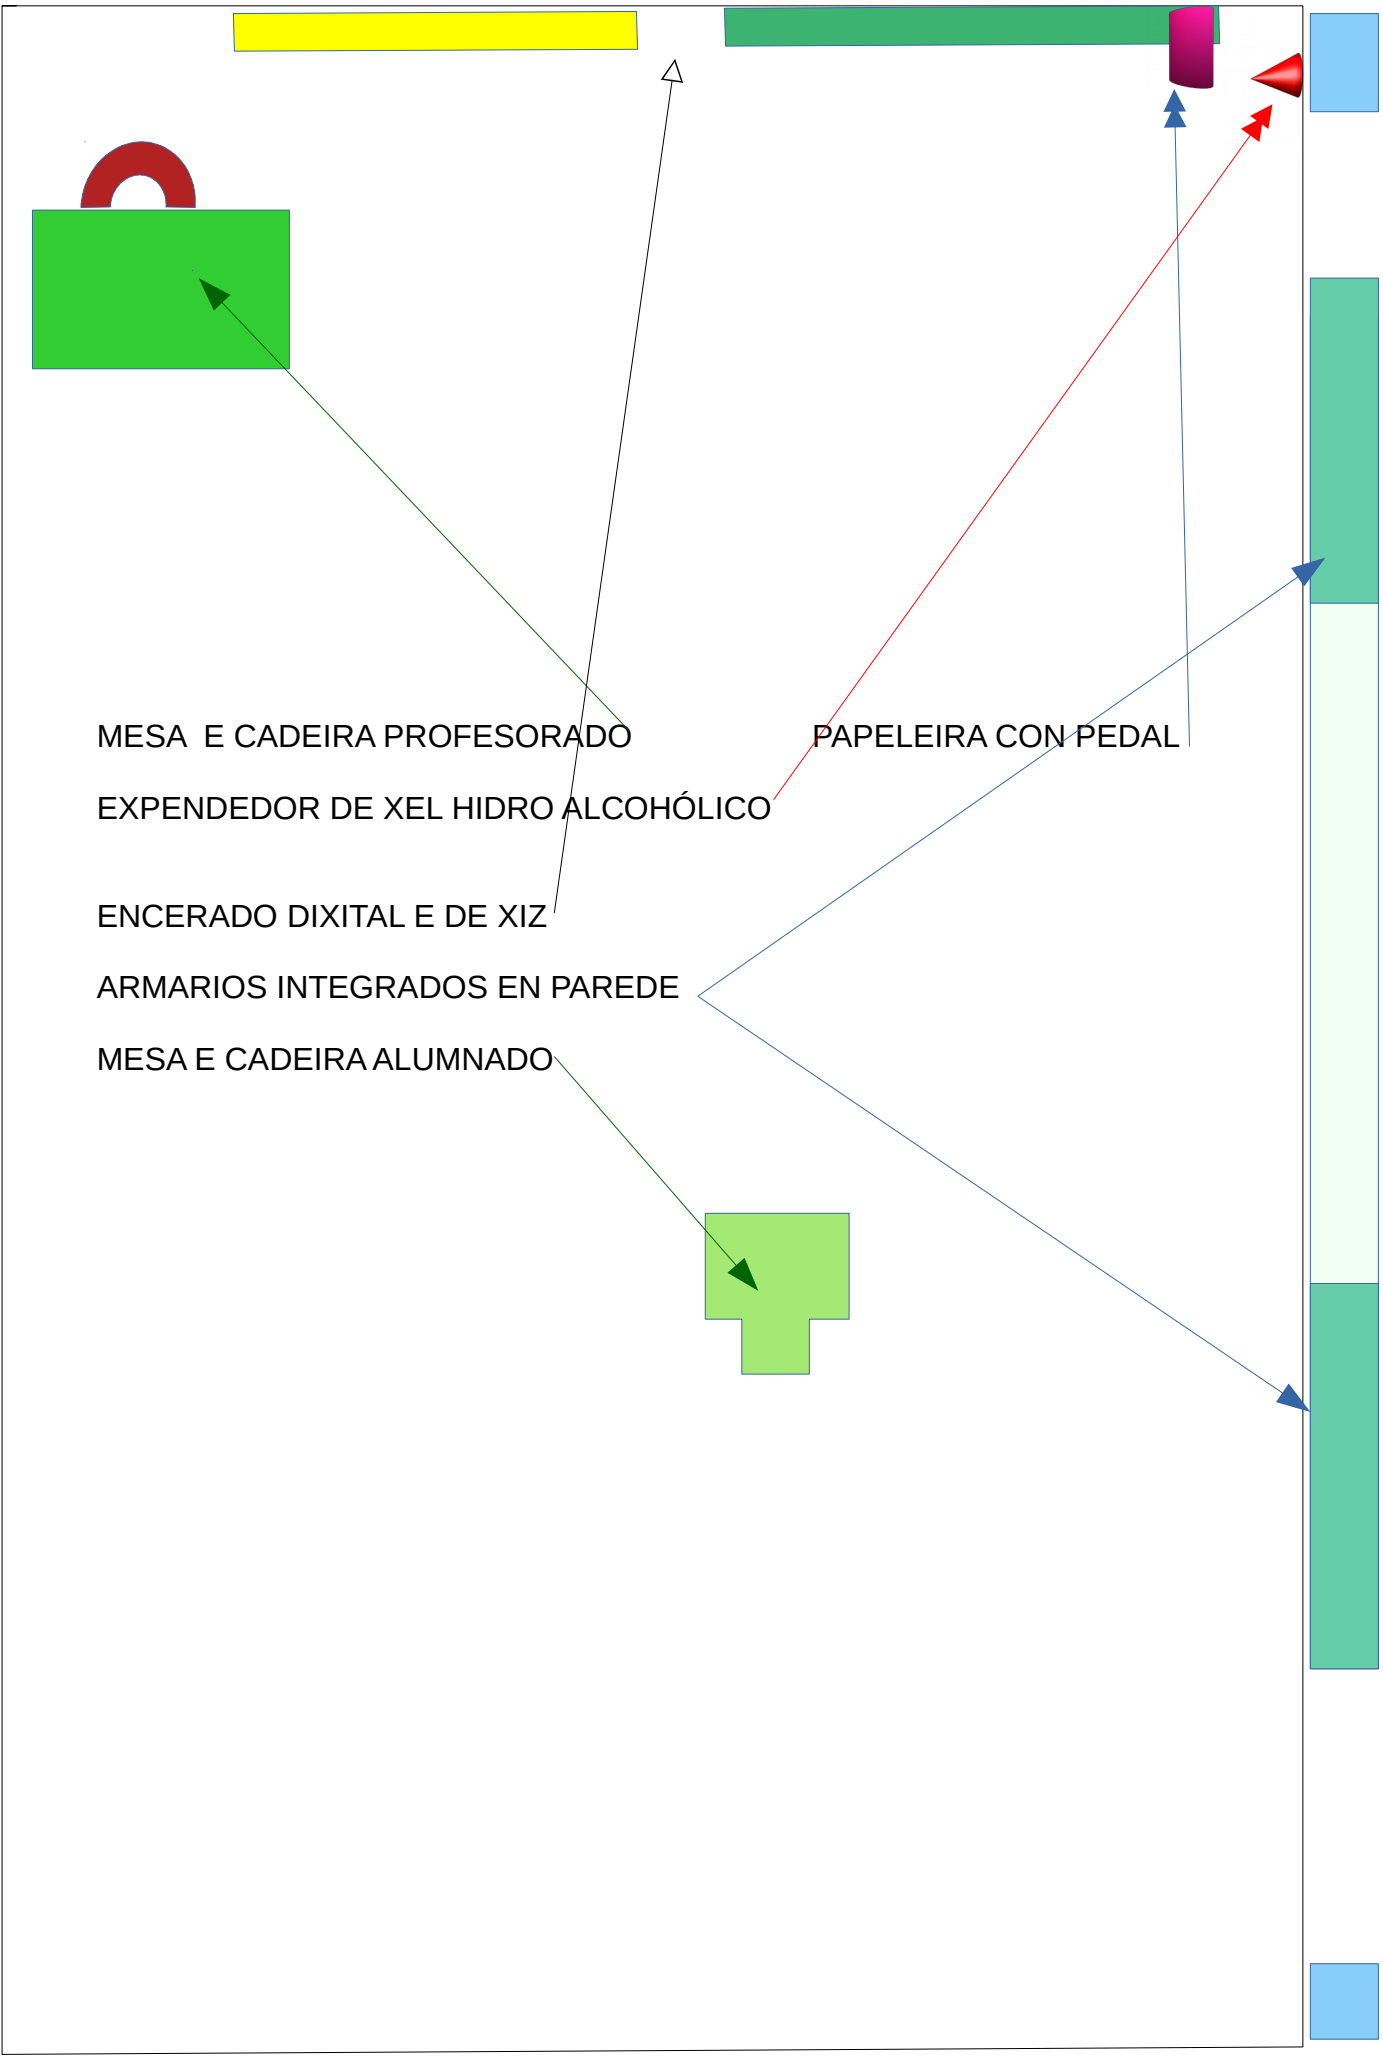 MESA E CADEIRA PROFESORADO PAPELEIRA CON PEDAL
EXPENDEDOR DE XEL HIDRO ALCOHÓLICO
ENCERADO DIXITAL E DE XIZ
ARMARIOS INTEGRADOS EN PAREDE
MESA E CADEIRA ALUMNADO